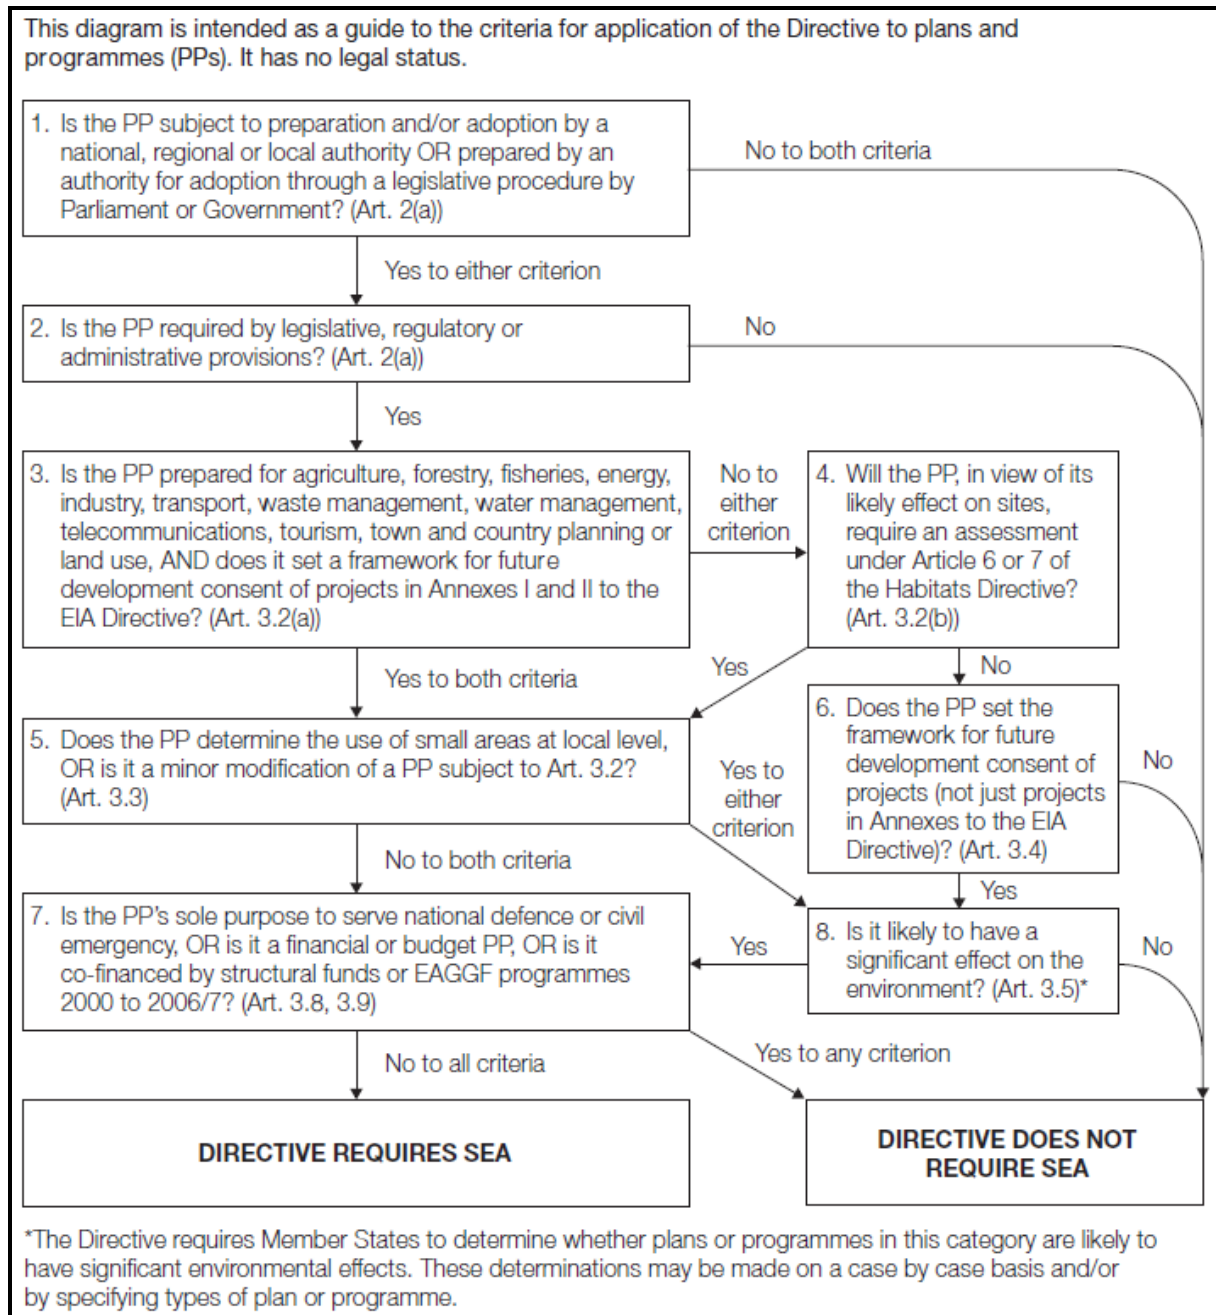 This diagram is intended as a guide to the criteria for application of the Directive to plans and
programmes (PPs). It has no legal status.
1. Is the PP subject to preparation and/or adoption by a
national, regional or local authority OR prepared by an
authority for adoption through a legislative procedure by
Parliament or Government? (Art. 2(a))
No to both criteria
Yes to either criterion
2. Is the PP required by legislative, regulatory or
administrative provisions? (Art. 2(a))
No
Yes
3. Is the PP prepared for agriculture, forestry, fisheries, energy,
industry, transport, waste management, water management,
telecommunications, tourism, town and country planning or
land use, AND does it set a framework for future
development consent of projects in Annexes I and II to the
EIA Directive? (Art. 3.2(a))
No to
either
criterion
4. Will the PP, in view of its
likely effect on sites,
require an assessment
under Article 6 or 7 of
the Habitats Directive?
(Art. 3.2(b))
Yes to both criteria
Yes
No
5. Does the PP determine the use of small areas at local level,
OR is it a minor modification of a PP subject to Art. 3.2?
(Art. 3.3)
Yes to
either
criterion
6. Does the PP set the
framework for future
development consent of
projects (not just projects
in Annexes to the EIA
Directive)? (Art. 3.4)
No
No to both criteria
Yes
7. Is the PP's sole purpose to serve national defence or civil
emergency, OR is it a financial or budget PP, OR is it
co-financed by structural funds or EAGGF programmes
2000 to 2006/7? (Art. 3.8, 3.9)
Yes
8. Is it likely to have a
significant effect on the
environment? (Art. 3.5)*
No
No to all criteria
Yes to any criterion
DIRECTIVE REQUIRES SEA
DIRECTIVE DOES NOT
REQUIRE SEA
*The Directive requires Member States to determine whether plans or programmes in this category are likely to
have significant environmental effects. These determinations may be made on a case by case basis and/or
by specifying types of plan or programme.